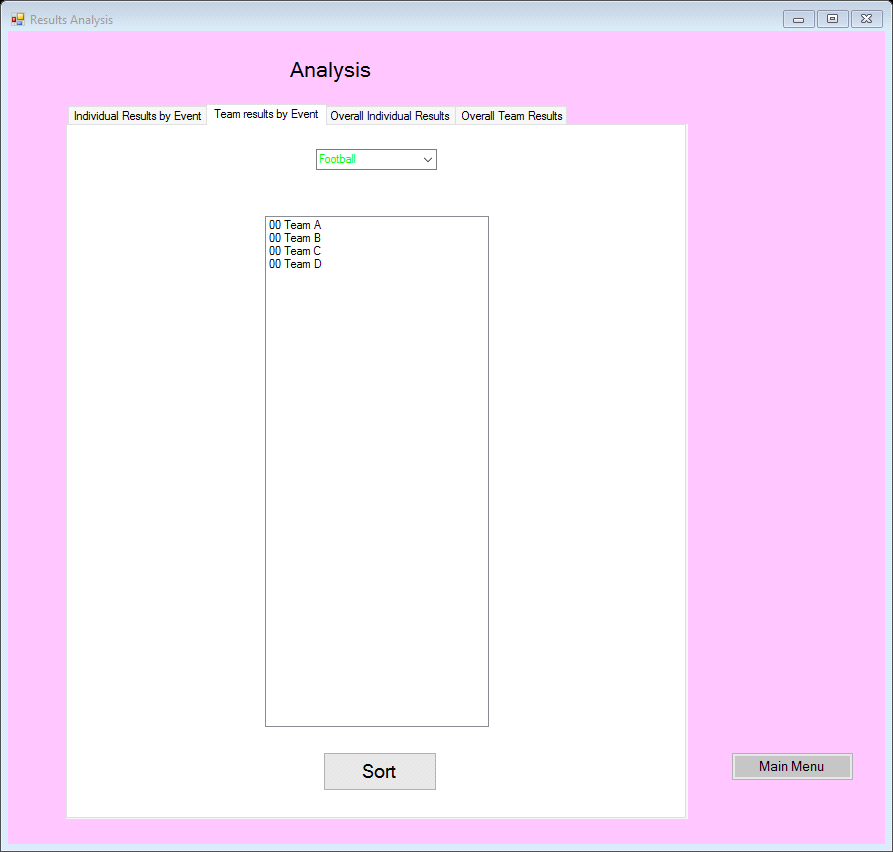 Results Analysis
Analysis
Individual Results by Event Team results by Event Overall Individual Results Overall Team Results
Football
00 Team A
00 Team B
00 Team C
00 Team D
Sort
Main Menu